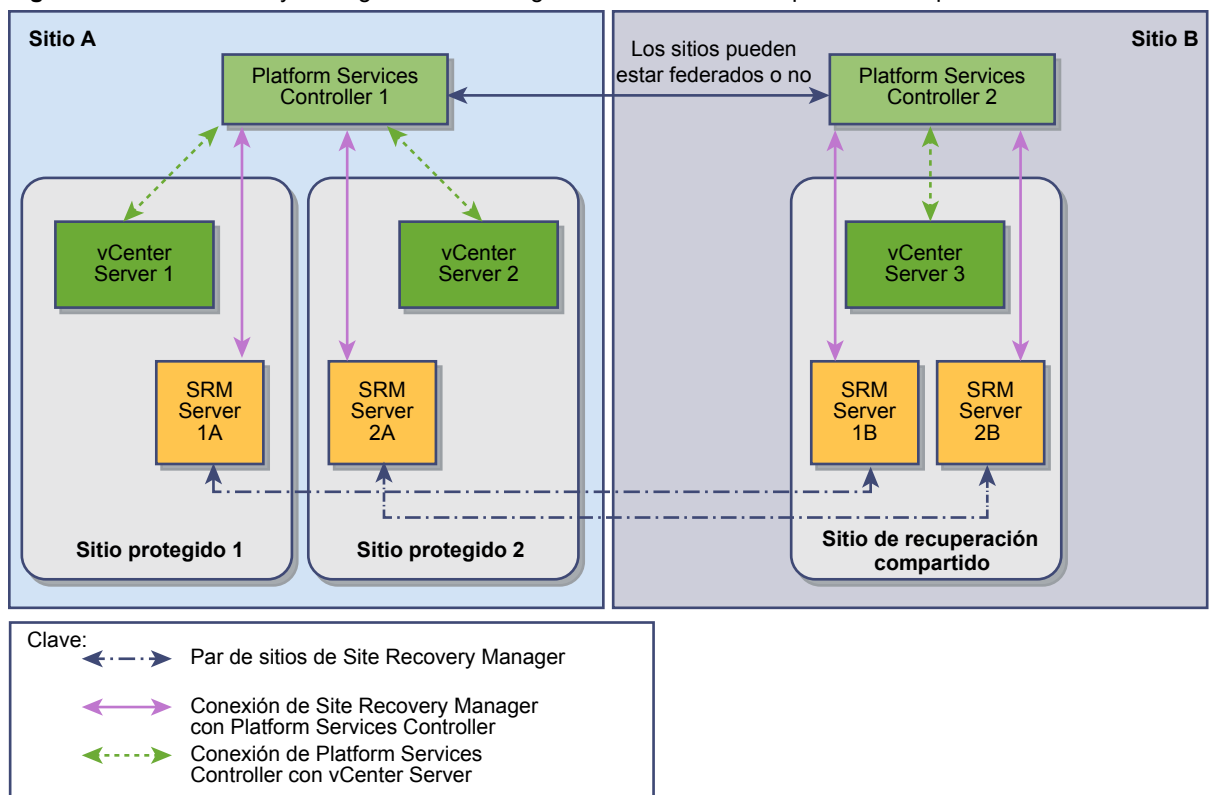 Sitio A
Sitio B
Los sitios pueden
estar federados o no
Platform Services
Controller 1
Platform Services
Controller 2
vCenter
Server 1
vCenter
Server 2
vCenter
Server 3
SRM
Server
1A
SRM
Server
2A
SRM
Server
1B
SRM
Server
2B
Sitio protegido 1
Sitio protegido 2
Sitio de recuperación
compartido
Clave:
Par de sitios de Site Recovery Manager
Conexión de Site Recovery Manager
con Platform Services Controller
Conexión de Platform Services
Controller con vCenter Server